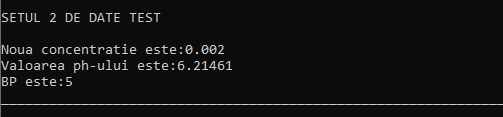 SETUL 2 DE DATE TEST
Noua concentratie este:0.002
Valoarea ph-ului este:6.21461
BP este:5